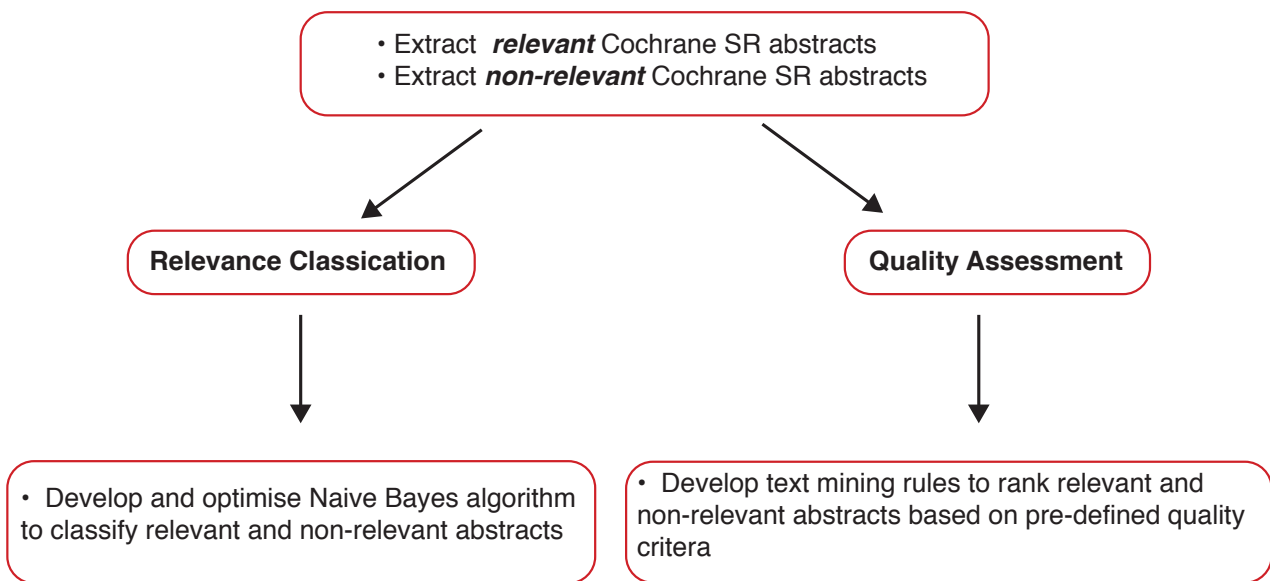 • Extract relevant Cochrane SR abstracts
• Extract non-relevant Cochrane SR abstracts
Relevance Classication
Quality Assessment
• Develop and optimise Naive Bayes algorithm
to classify relevant and non-relevant abstracts
• Develop text mining rules to rank relevant and
non-relevant abstracts based on pre-defined quality
critera